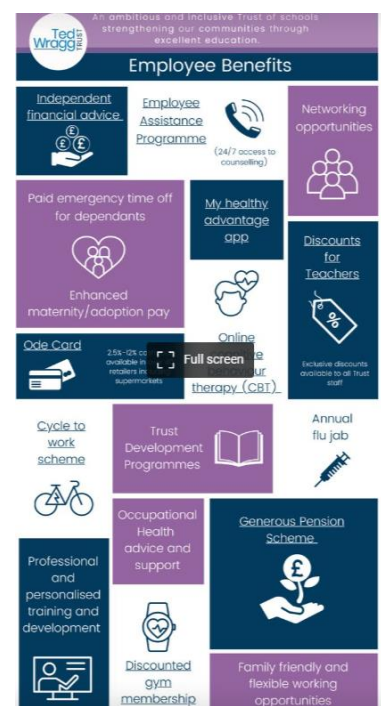 An ambitious and inclusive Trust of schools
strengthening our communities through
excellent education.
Ted
Wragg
TRUST
Employee Benefits
Independent
financial advice
Employee
Assistance
Programme
(24/7 access to
counselling)
Networking
opportunities
Paid emergency time off
for dependants
Enhanced
maternity/adoption pay
My healthy
advantage
app
Discounts
for
Teachers
Exclusive discounts
available to all Trust
staff
Ode Card
2.5%-12%
available in
retailers
supermarkets
Full screen
Online
behaviour
therapy (CBT)
Cycle to
work
scheme
Trust
Development
Programmes
Annual
flu jab
Occupational
Health
advice and
support
Generous Pension
Scheme
£
Professional
and
personalised
training and
development
Discounted
gym
membership
Family friendly and
flexible working
opportunities